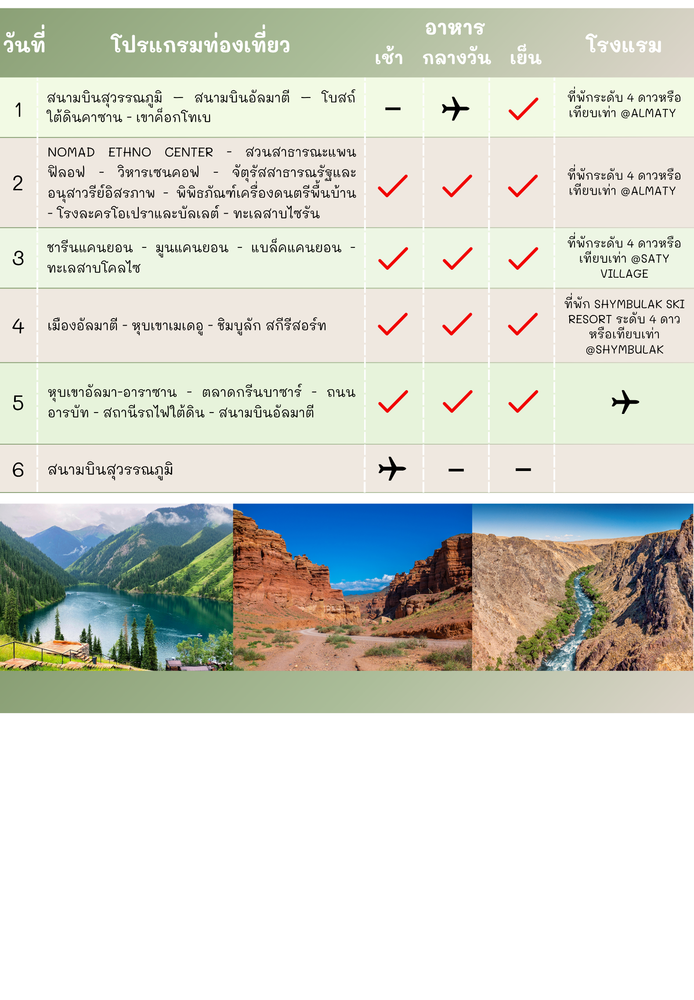 วันที่
โปรแกรมท่องเที่ยว
อาหาร
เช้า
กลางวัน
เย็น
โรงแรม
1
สนามบินสุวรรณภูมิ – สนามบินอัลมาตี – โบสถ์
ใต้ดินคาซาน - เขาค็อกโทเบ
ที่พักระดับ 4 ดาวหรือ
เทียบเท่า @ALMATY
2
NOMAD ETHNO CENTER - สวนสาธารณะแพน
ฟิลอฟ - วิหารเซนคอฟ - จัตุรัสสาธารณรัฐและ
อนุสาวรีย์อิสรภาพ - พิพิธภัณฑ์เครื่องดนตรีพื้นบ้าน
- โรงละครโอเปราและบัลเลต์ - ทะเลสาบไซรัน
ที่พักระดับ 4 ดาวหรือ
เทียบเท่า @ALMATY
3
ชารีนแคนยอน - มูนแคนยอน - แบล็คแคนยอน -
ทะเลสาบโคลไซ
ที่พักระดับ 4 ดาวหรือ
เทียบเท่า @SATY
VILLAGE
4
เมืองอัลมาตี - หุบเขาเมเดอู - ชิมบูลัก สกีรีสอร์ท
ที่พัก SHYMBULAK SKI
RESORT ระดับ 4 ดาว
หรือเทียบเท่า
@SHYMBULAK
5
หุบเขาอัลมา-อาราซาน - ตลาดกรีนบาซาร์ - ถนน
อารบัท - สถานีรถไฟใต้ดิน - สนามบินอัลมาตี
6
สนามบินสุวรรณภูมิ